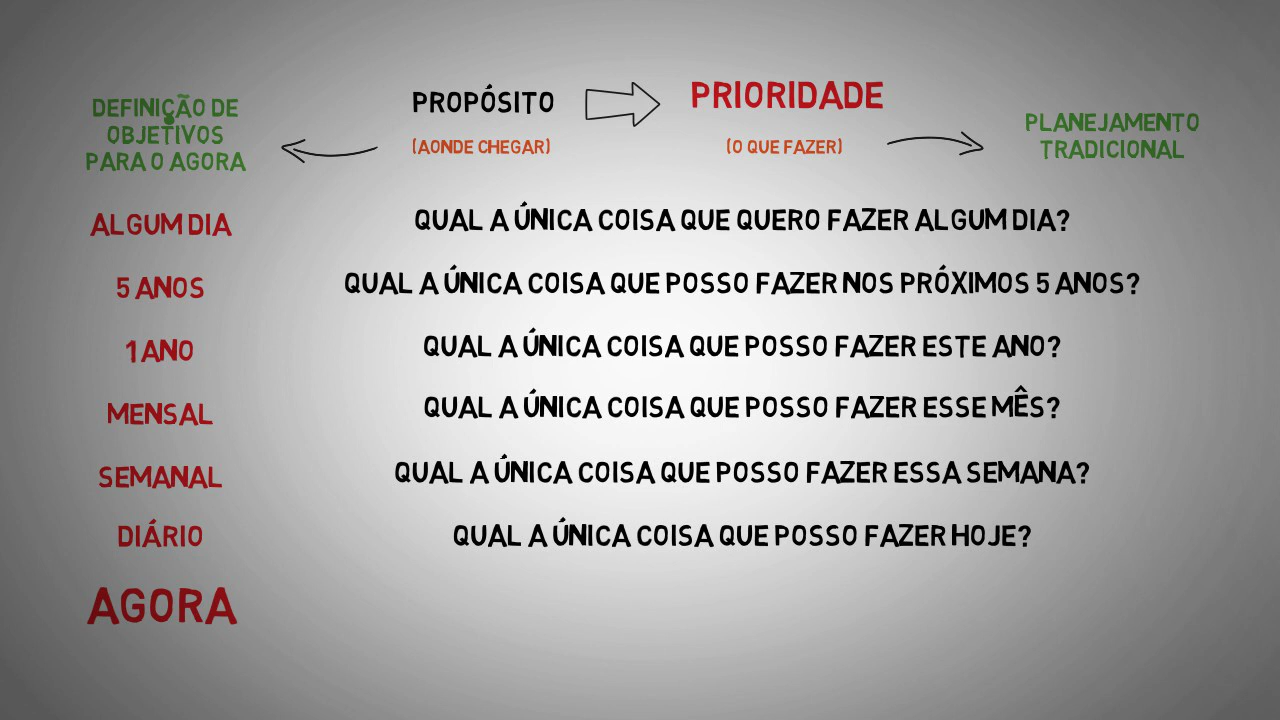 DEFINIÇÃO DE
OBJETIVOS
PARA O AGORA
PROPÓSITO
(AONDE CHEGAR)
PRIORIDADE
(O QUE FAZER)
PLANEJAMENTO
TRADICIONAL
ALGUM DIA
QUAL A ÚNICA COISA QUE QUERO FAZER ALGUM DIA?
5 ANOS
QUAL A ÚNICA COISA QUE POSSO FAZER NOS PRÓXIMOS 5 ANOS?
1 ANO
QUAL A ÚNICA COISA QUE POSSO FAZER ESTE ANO?
MENSAL
QUAL A ÚNICA COISA QUE POSSO FAZER ESSE MÊS?
SEMANAL
QUAL A ÚNICA COISA QUE POSSO FAZER ESSA SEMANA?
DIÁRIO
QUAL A ÚNICA COISA QUE POSSO FAZER HOJE?
AGORA